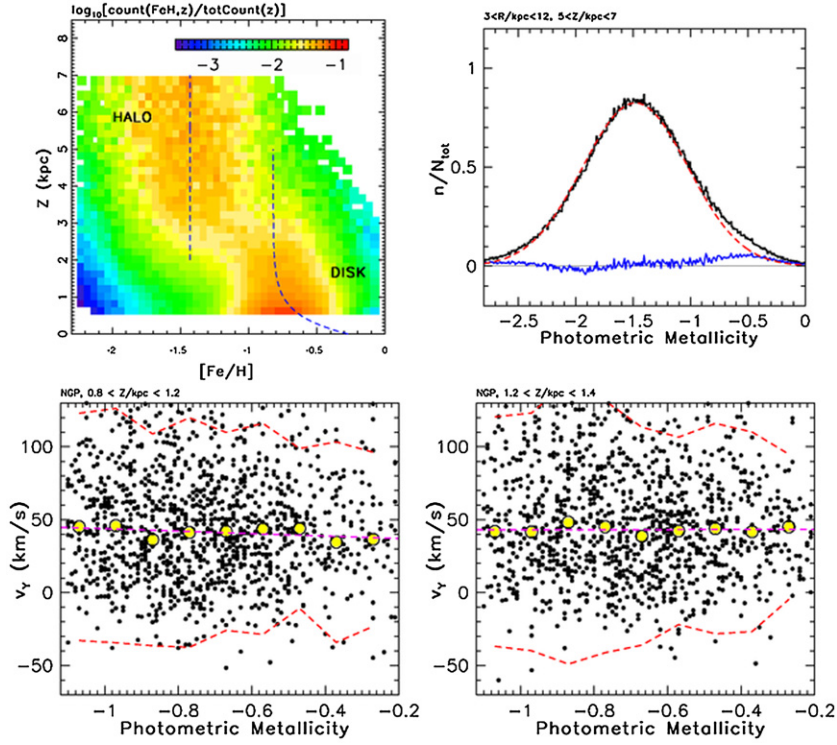 log₁₀[count(FeH,z)/totCount(z)]
−3 −2 −1
HALO
DISK
Z (kpc)
0 1 2 3 4 5 6 7 8
-2 -1.5 -1 -0.5 0
[Fe/H]
3<R/kpc<12, 5<Z/kpc<7
n/Nₜₒₜ
1
0.5
0
−2.5 −2 −1.5 −1 −0.5 0
Photometric Metallicity
NGP, 0.8 < Z/kpc < 1.2
vY (km/s)
100
50
0
−50
−1 −0.8 −0.6 −0.4 −0.2
Photometric Metallicity
NGP, 1.2 < Z/kpc < 1.4
vY (km/s)
100
50
0
−50
−1 −0.8 −0.6 −0.4 −0.2
Photometric Metallicity